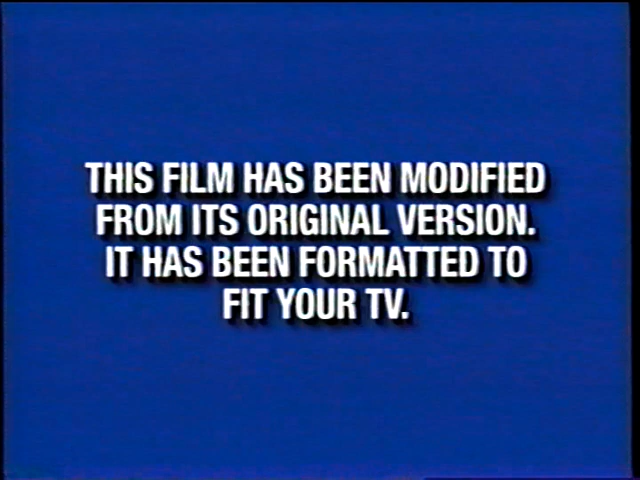 THIS FILM HAS BEEN MODIFIED
FROM ITS ORIGINAL VERSION.
IT HAS BEEN FORMATTED TO
FIT YOUR TV.